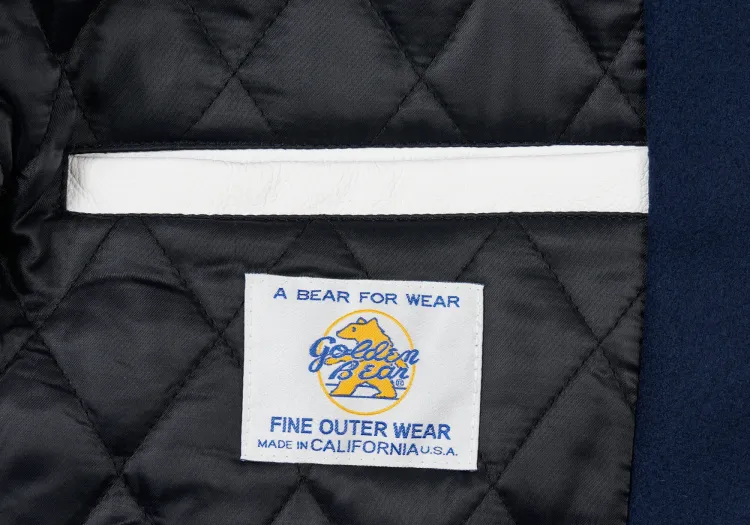 A BEAR FOR WEAR
Golden
Bear
FINE OUTER WEAR
MADE IN CALIFORNIA U.S.A.